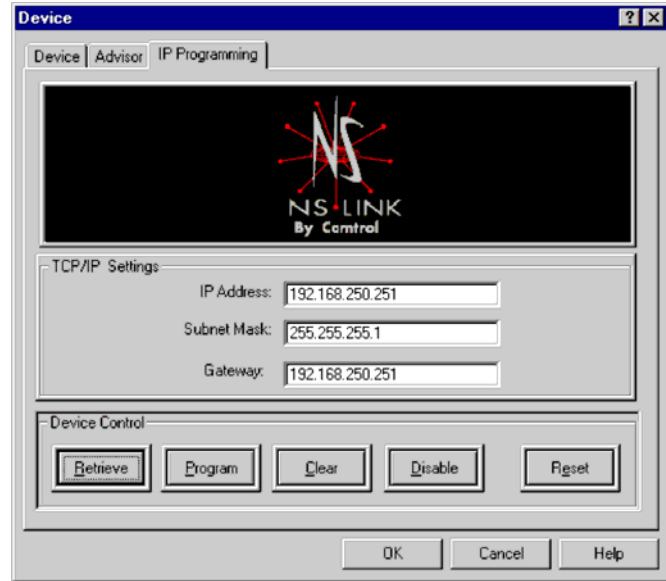 Device
Device Advisor IP Programming
NS
NS LINK
By Comtrol
TCP/IP Settings
IP Address: 192.168.250.251
Subnet Mask: 255.255.255.1
Gateway: 192.168.250.251
Device Control
Retrieve Program Clear Disable Reset
OK Cancel Help